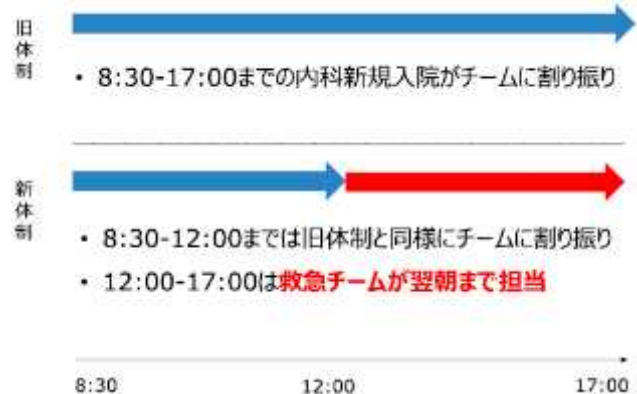 旧体制
・ 8:30-17:00までの内科新規入院がチームに割り振り
新体制
・ 8:30-12:00までは旧体制と同様にチームに割り振り
・ 12:00-17:00は救急チームが翌朝まで担当
8:30 12:00 17:00